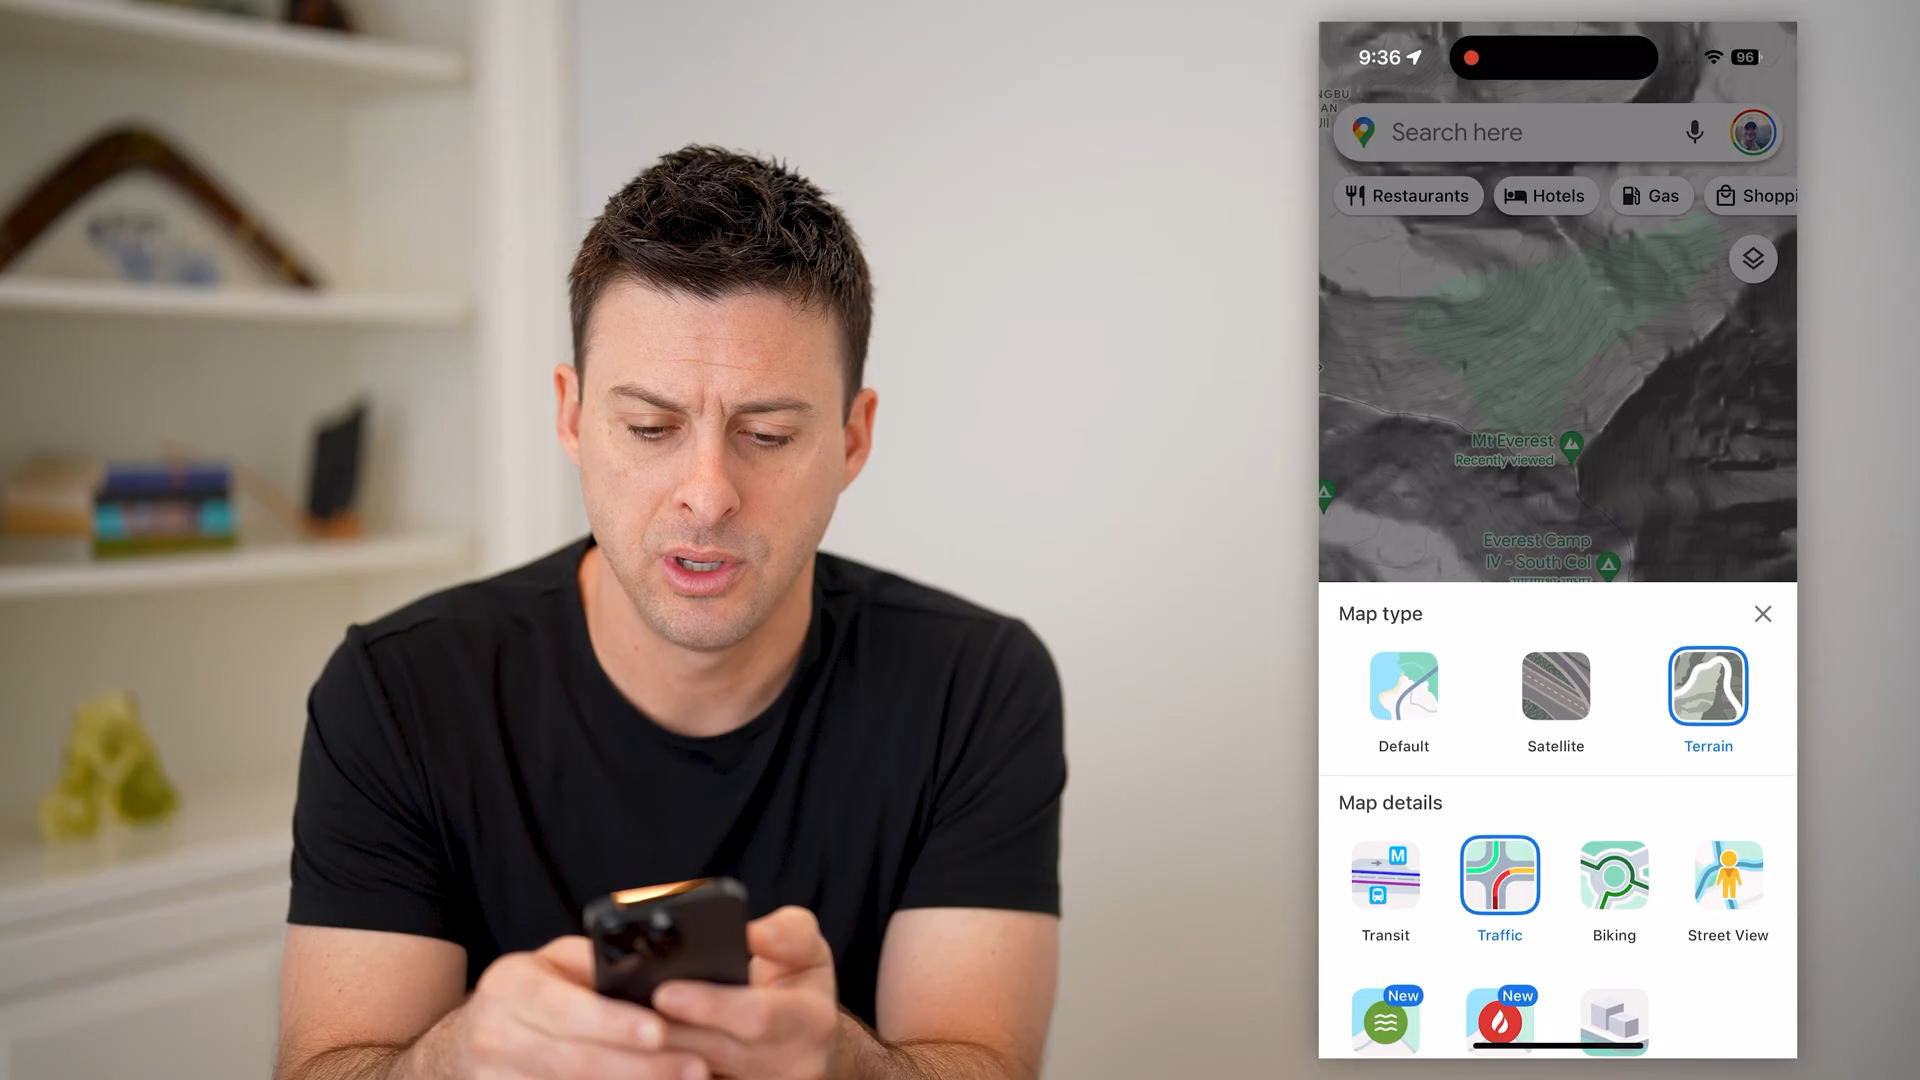 9:36
96
NGBU
AN
JII
Search here
Restaurants
Hotels
Gas
Shoppi
Mt Everest
Recently viewed
Everest Camp
IV - South Col
Map type
Default
Satellite
Terrain
Map details
M
Transit
Traffic
Biking
Street View
New
New